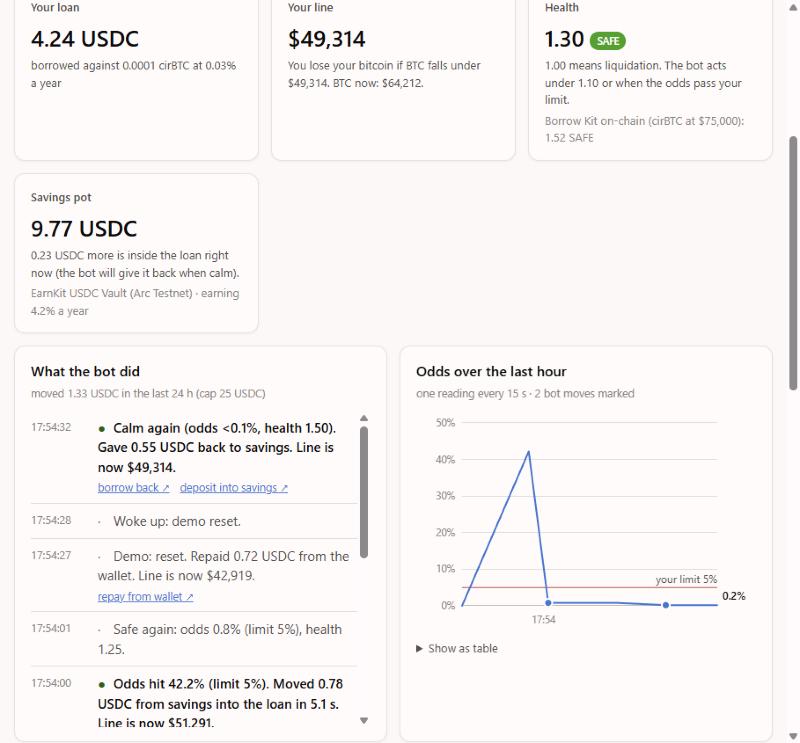 Your loan
4.24 USDC
borrowed against 0.0001 cirBTC at 0.03%
a year
Your line
$49,314
You lose your bitcoin if BTC falls under
$49,314. BTC now: $64,212.
Health
1.30 SAFE
1.00 means liquidation. The bot acts
under 1.10 or when the odds pass your
limit.
Borrow Kit on-chain (cirBTC at $75,000):
1.52 SAFE
Savings pot
9.77 USDC
0.23 USDC more is inside the loan right
now (the bot will give it back when calm).
EarnKit USDC Vault (Arc Testnet) · earning
4.2% a year
What the bot did
moved 1.33 USDC in the last 24 h (cap 25 USDC)
17:54:32 ● Calm again (odds <0.1%, health 1.50).
Gave 0.55 USDC back to savings. Line is
now $49,314.
borrow back ↗ deposit into savings ↗
17:54:28 · Woke up: demo reset.
17:54:27 · Demo: reset. Repaid 0.72 USDC from the
wallet. Line is now $42,919.
repay from wallet ↗
17:54:01 · Safe again: odds 0.8% (limit 5%), health
1.25.
17:54:00 ● Odds hit 42.2% (limit 5%). Moved 0.78
USDC from savings into the loan in 5.1 s.
Line is now $51,291.
Odds over the last hour
one reading every 15 s · 2 bot moves marked
50%
40%
30%
20%
10%
your limit 5%
0%
0.2%
17:54
▶ Show as table